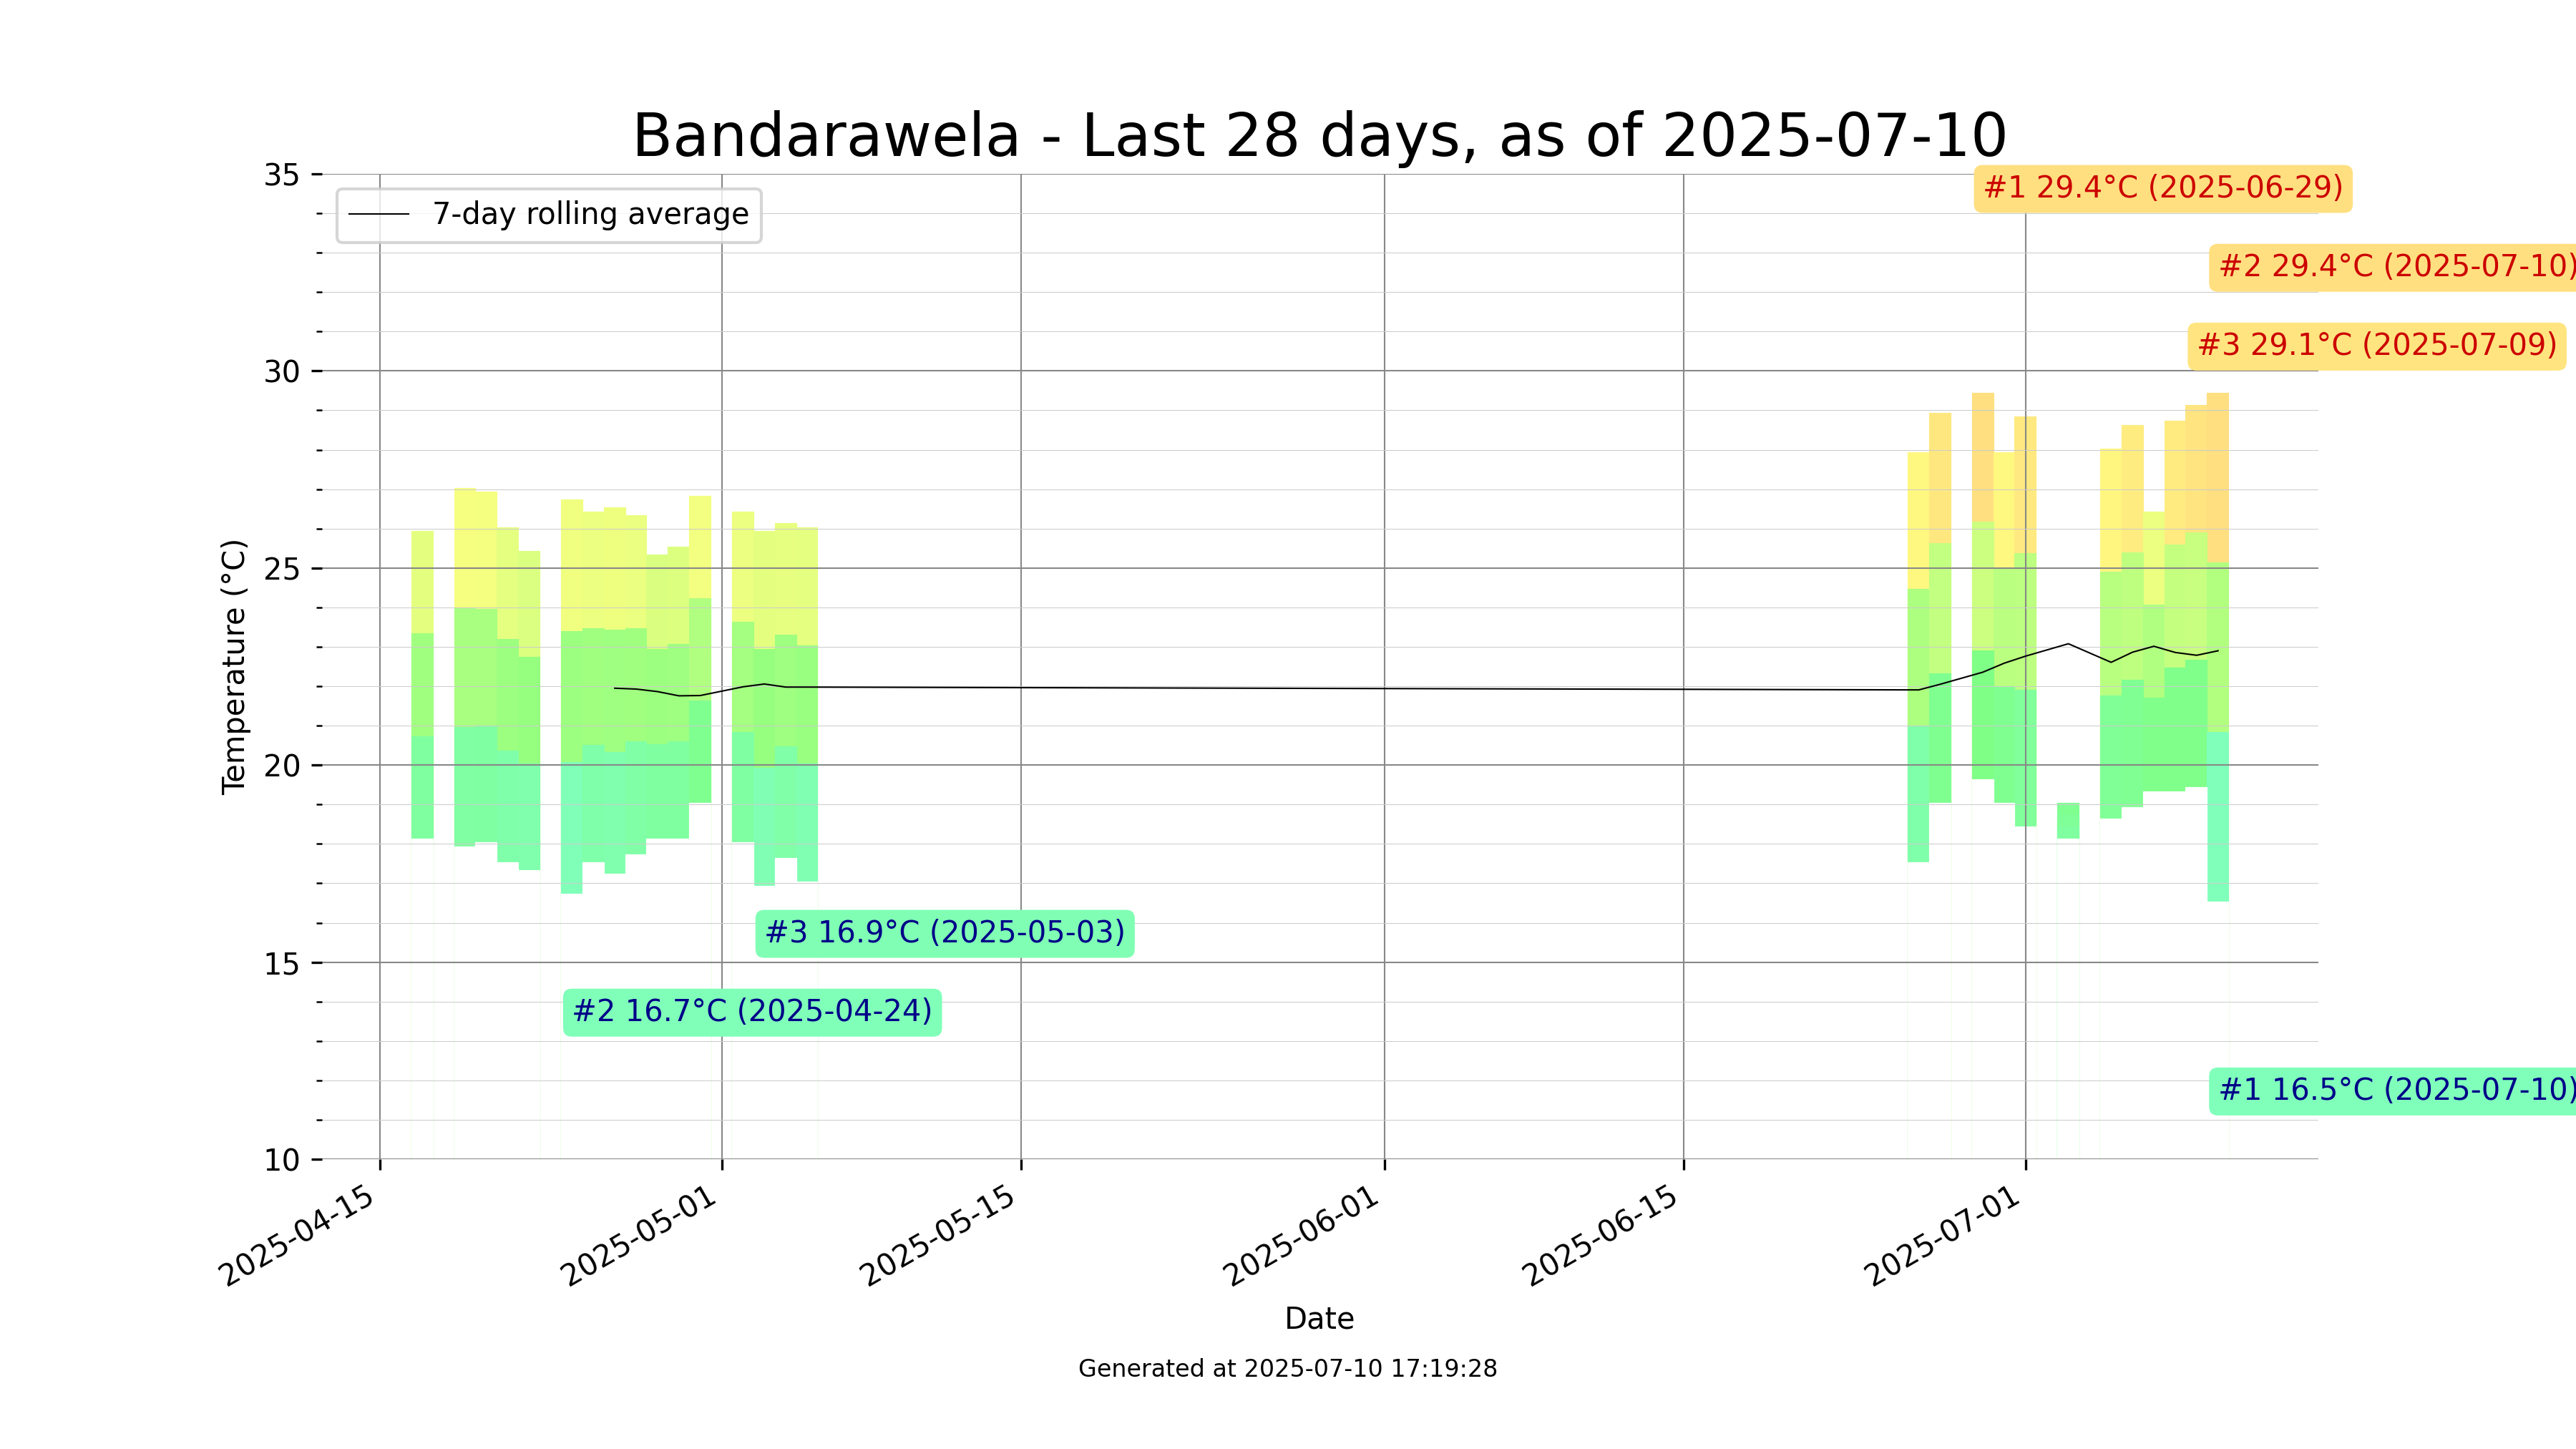 Bandarawela - Last 28 days, as of 2025-07-10
35
7-day rolling average
#1 29.4°C (2025-06-29)
#2 29.4°C (2025-07-10)
#3 29.1°C (2025-07-09)
30
25
Temperature (°C)
20
#3 16.9°C (2025-05-03)
15
#2 16.7°C (2025-04-24)
#1 16.5°C (2025-07-10)
10
2025-04-15
2025-05-01
2025-05-15
2025-06-01
2025-06-15
2025-07-01
Date
Generated at 2025-07-10 17:19:28